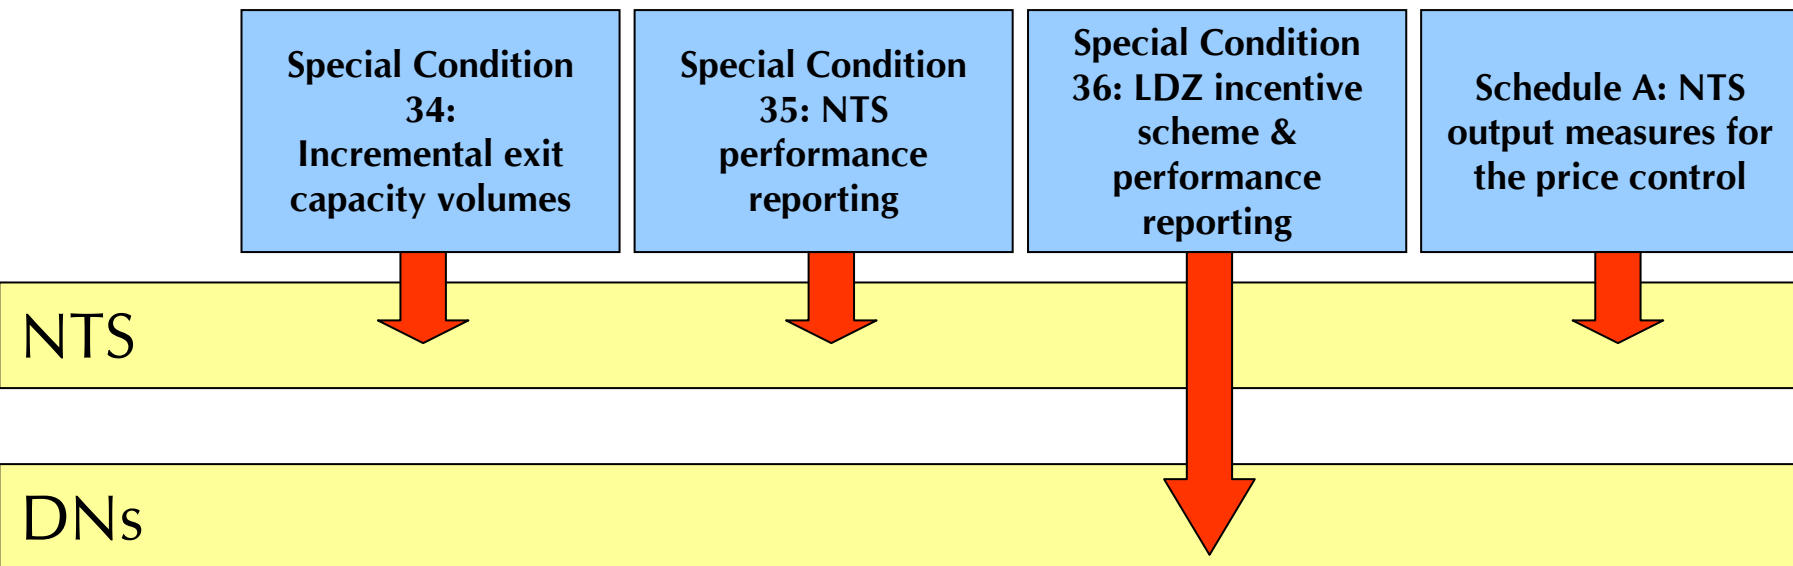 Special Condition
34:
Incremental exit
capacity volumes
Special Condition
35: NTS
performance
reporting
Special Condition
36: LDZ incentive
scheme &
performance
reporting
Schedule A: NTS
output measures for
the price control
NTS
DNs